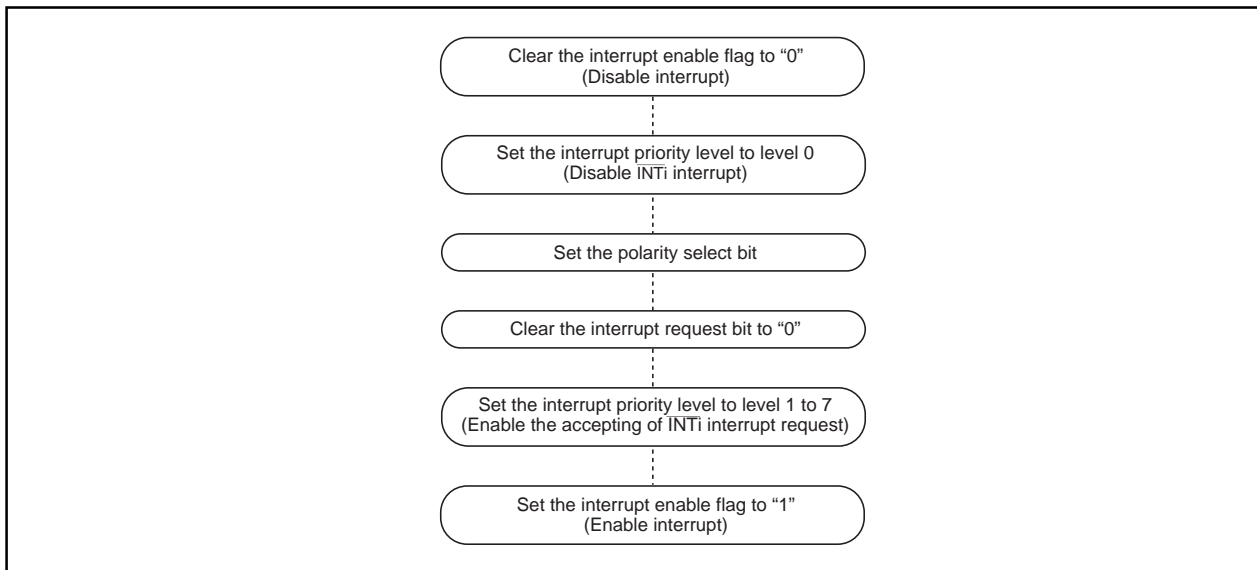 Clear the interrupt enable flag to “0”
(Disable interrupt)
Set the interrupt priority level to level 0
(Disable I̅N̅T̅i̅ interrupt)
Set the polarity select bit
Clear the interrupt request bit to “0”
Set the interrupt priority level to level 1 to 7
(Enable the accepting of I̅N̅T̅i̅ interrupt request)
Set the interrupt enable flag to “1”
(Enable interrupt)